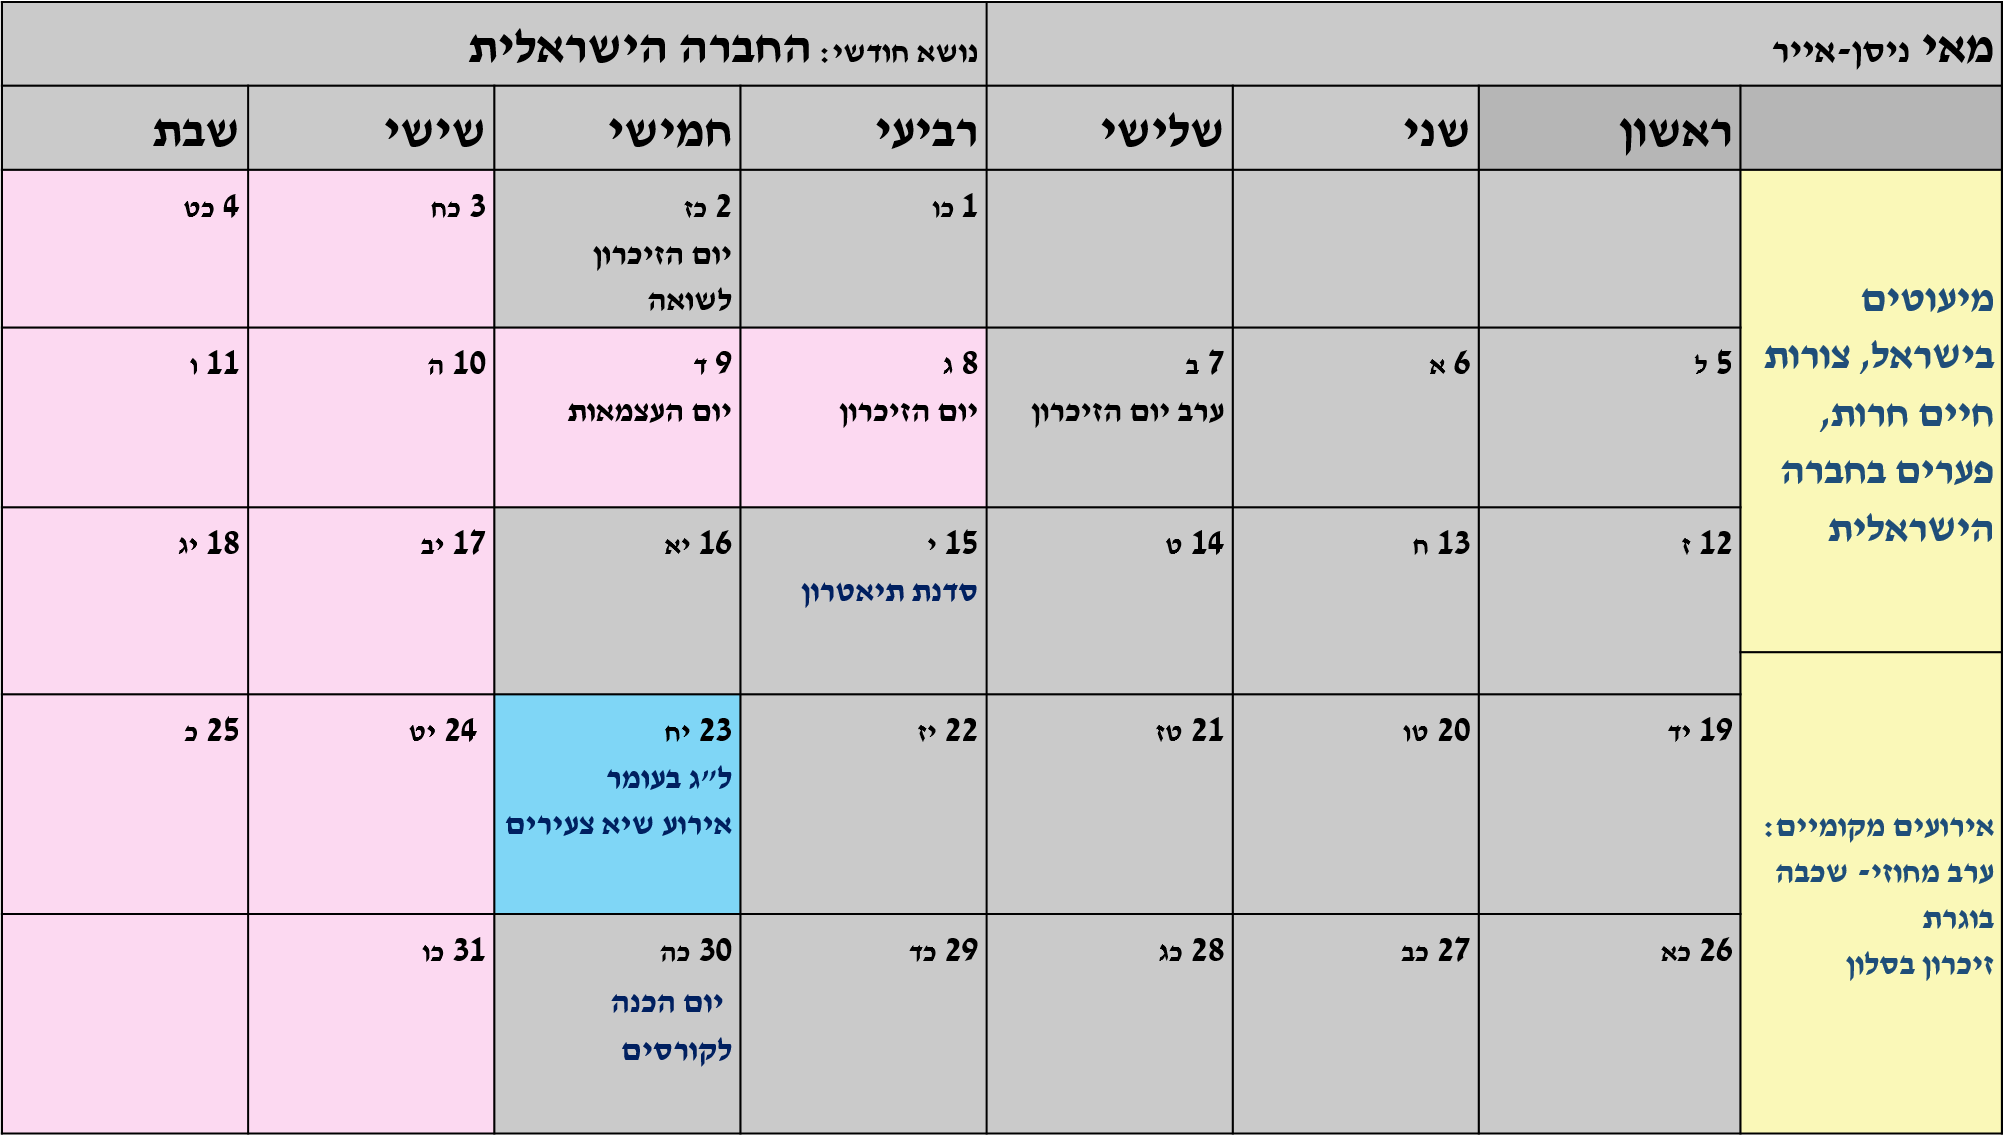 מאי ניסן-אייר
נושא חודשי: החברה הישראלית
ראשון
שני
שלישי
רביעי
חמישי
שישי
שבת
מיעוטים
בישראל, צורות
חיים חרות,
פערים בחברה
הישראלית
1 כו
2 כז
יום הזיכרון
לשואה
3 כח
4 כט
5 ל
6 א
7 ב
ערב יום הזיכרון
8 ג
יום הזיכרון
9 ד
יום העצמאות
10 ה
11 ו
12 ז
13 ח
14 ט
15 י
סדנת תיאטרון
16 יא
17 יב
18 יג
אירועים מקומיים:
ערב מחוזי- שכבה
בוגרת
זיכרון בסלון
19 יד
20 טו
21 טז
22 יז
23 יח
ל״ג בעומר
אירוע שיא צעירים
24 יט
25 כ
26 כא
27 כב
28 כג
29 כד
30 כה
יום הכנה
לקורסים
31 כו